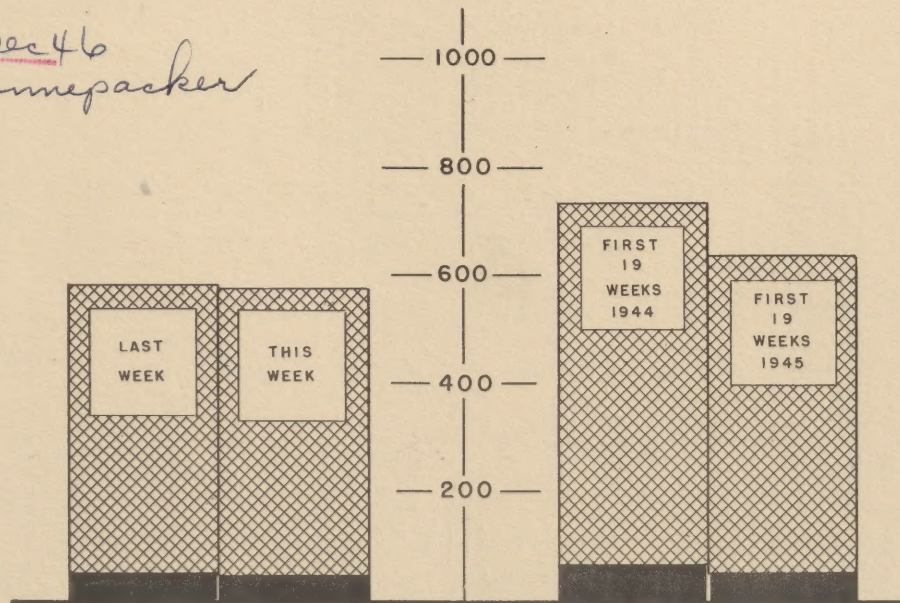 1000
800
600
400
200
LAST
WEEK
THIS
WEEK
FIRST
19
WEEKS
1944
FIRST
19
WEEKS
1945